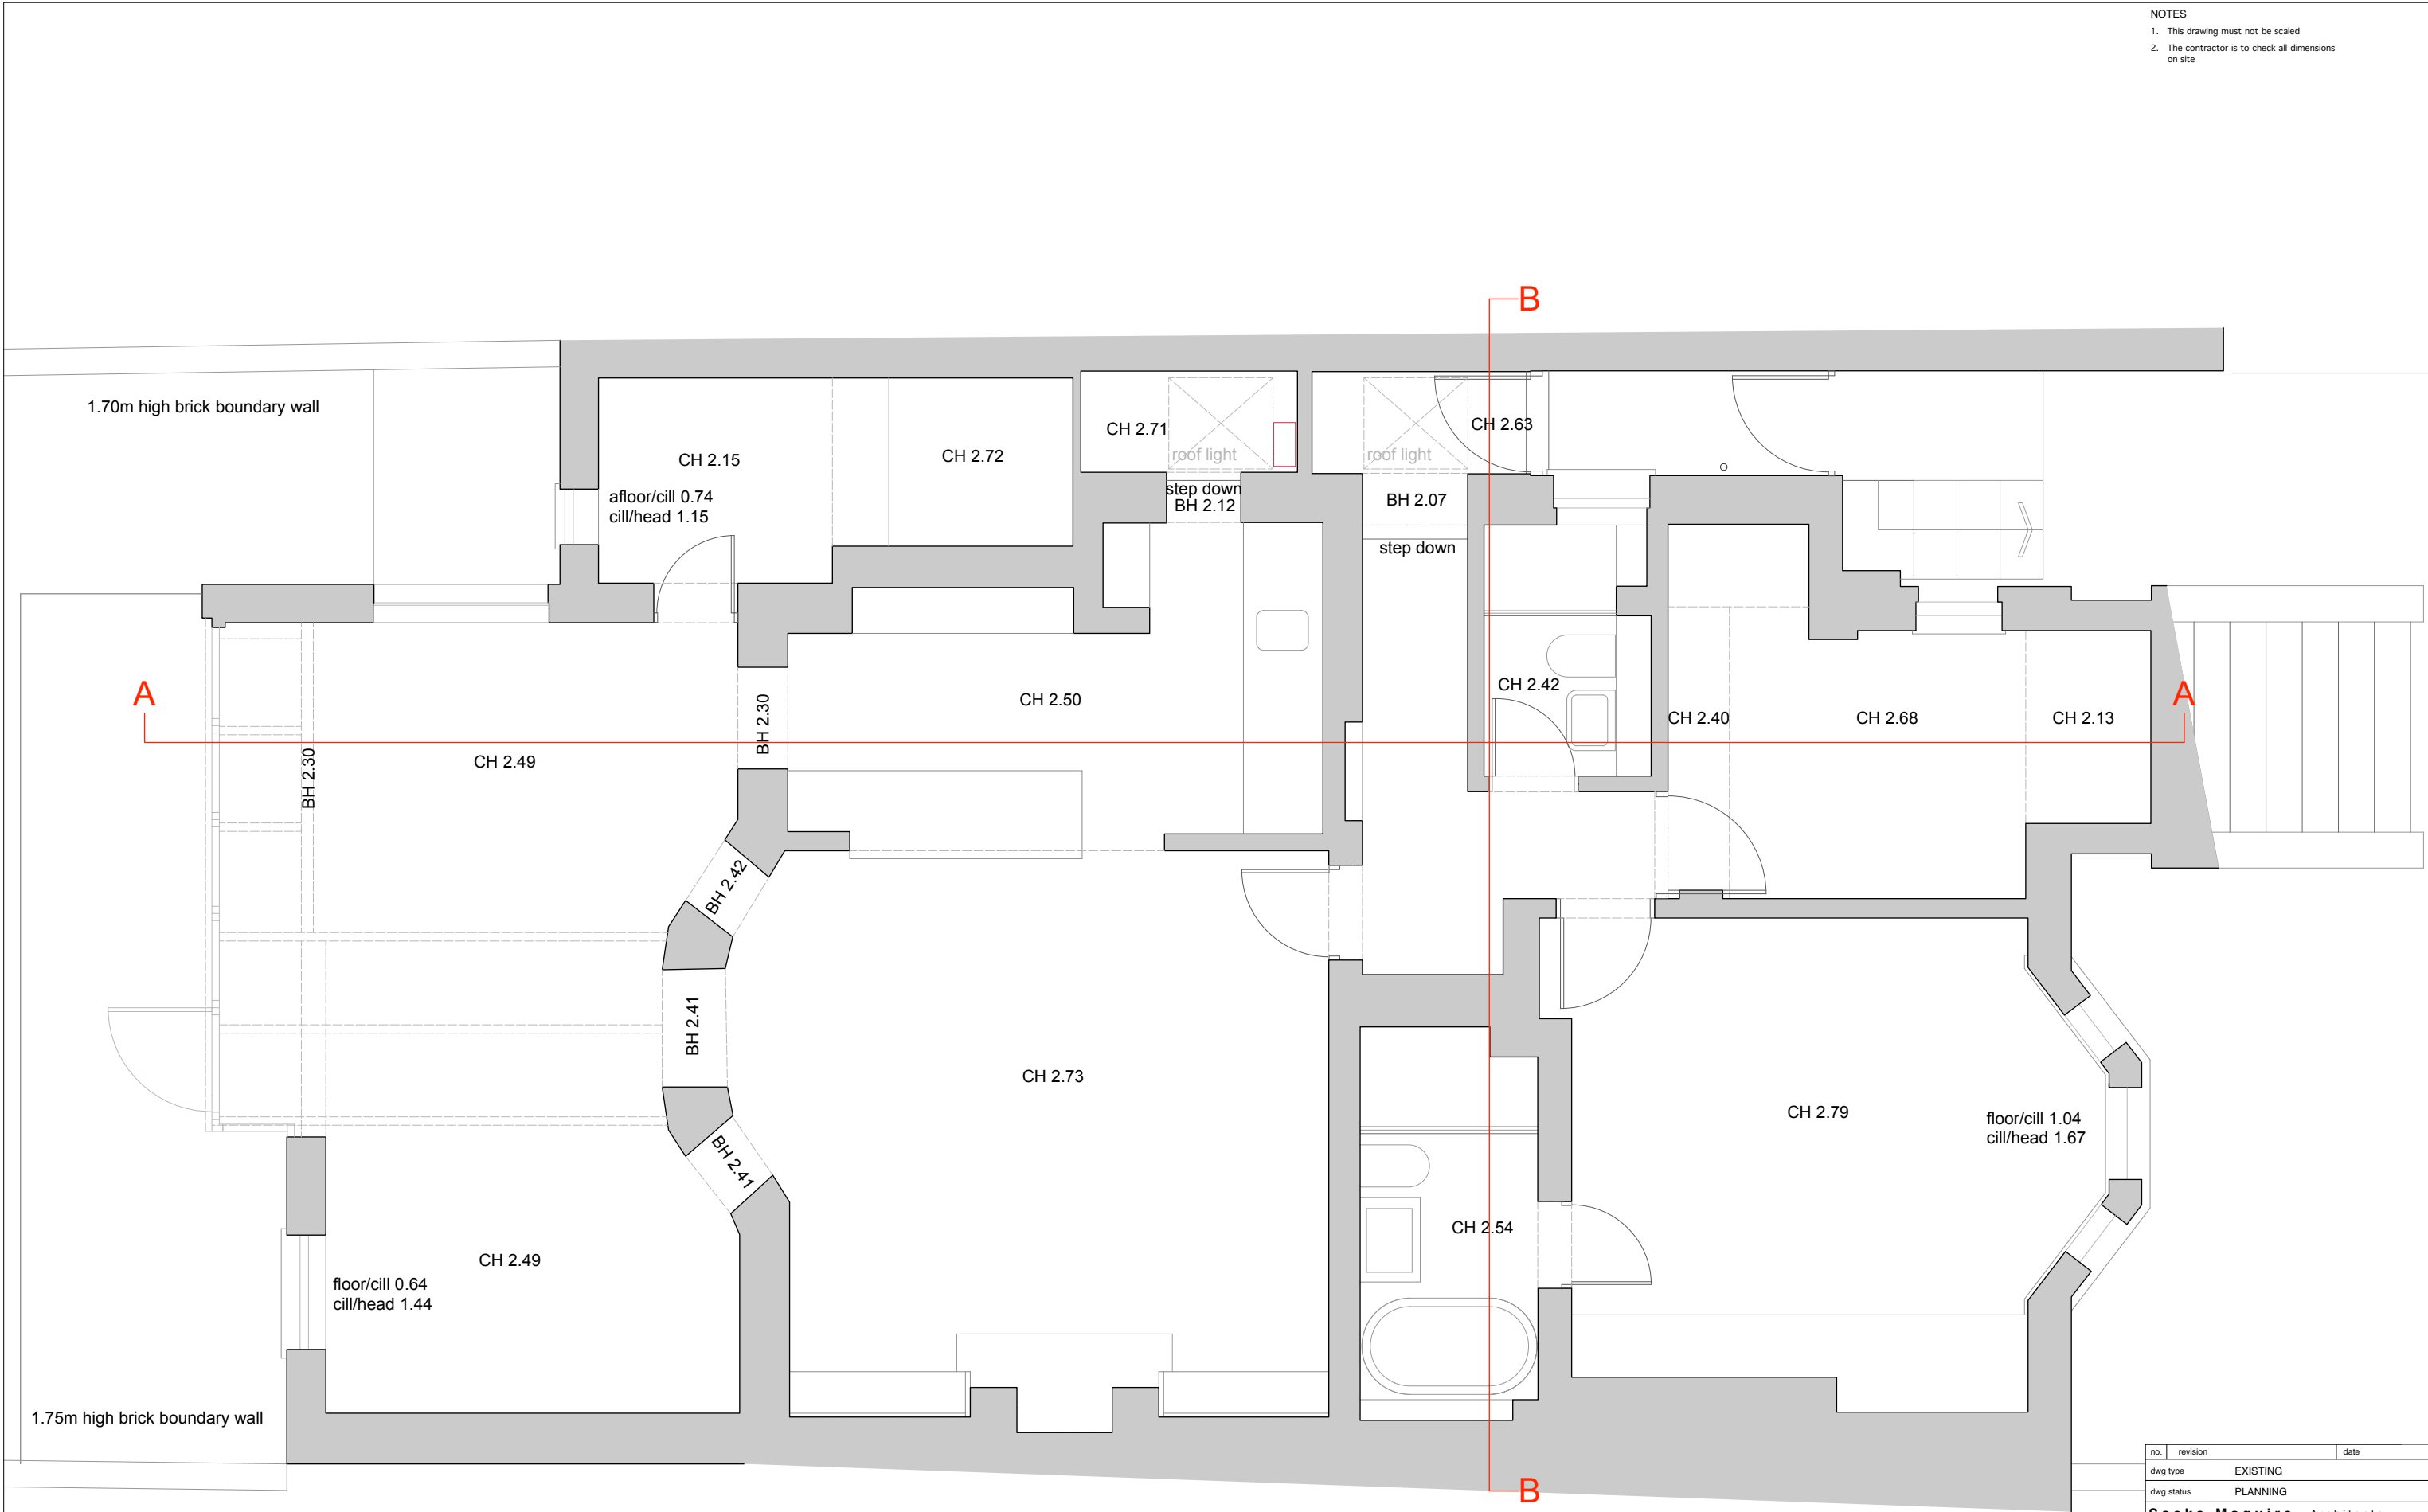 NOTES
1. This drawing must not be scaled
2. The contractor is to check all dimensions
on site
B
1.70m high brick boundary wall
CH 2.15
CH 2.72
CH 2.71
roof light
roof light
CH 2.63
afloor/cill 0.74
cill/head 1.15
step down
BH 2.12
BH 2.07
step down
A
CH 2.49
BH 2.30
BH 2.30
CH 2.50
CH 2.42
CH 2.40
CH 2.68
CH 2.13
A
BH 2.42
BH 2.41
BH 2.41
CH 2.73
CH 2.79
floor/cill 1.04
cill/head 1.67
CH 2.54
CH 2.49
floor/cill 0.64
cill/head 1.44
1.75m high brick boundary wall
B
no. revision date
dwg type EXISTING
dwg status PLANNING